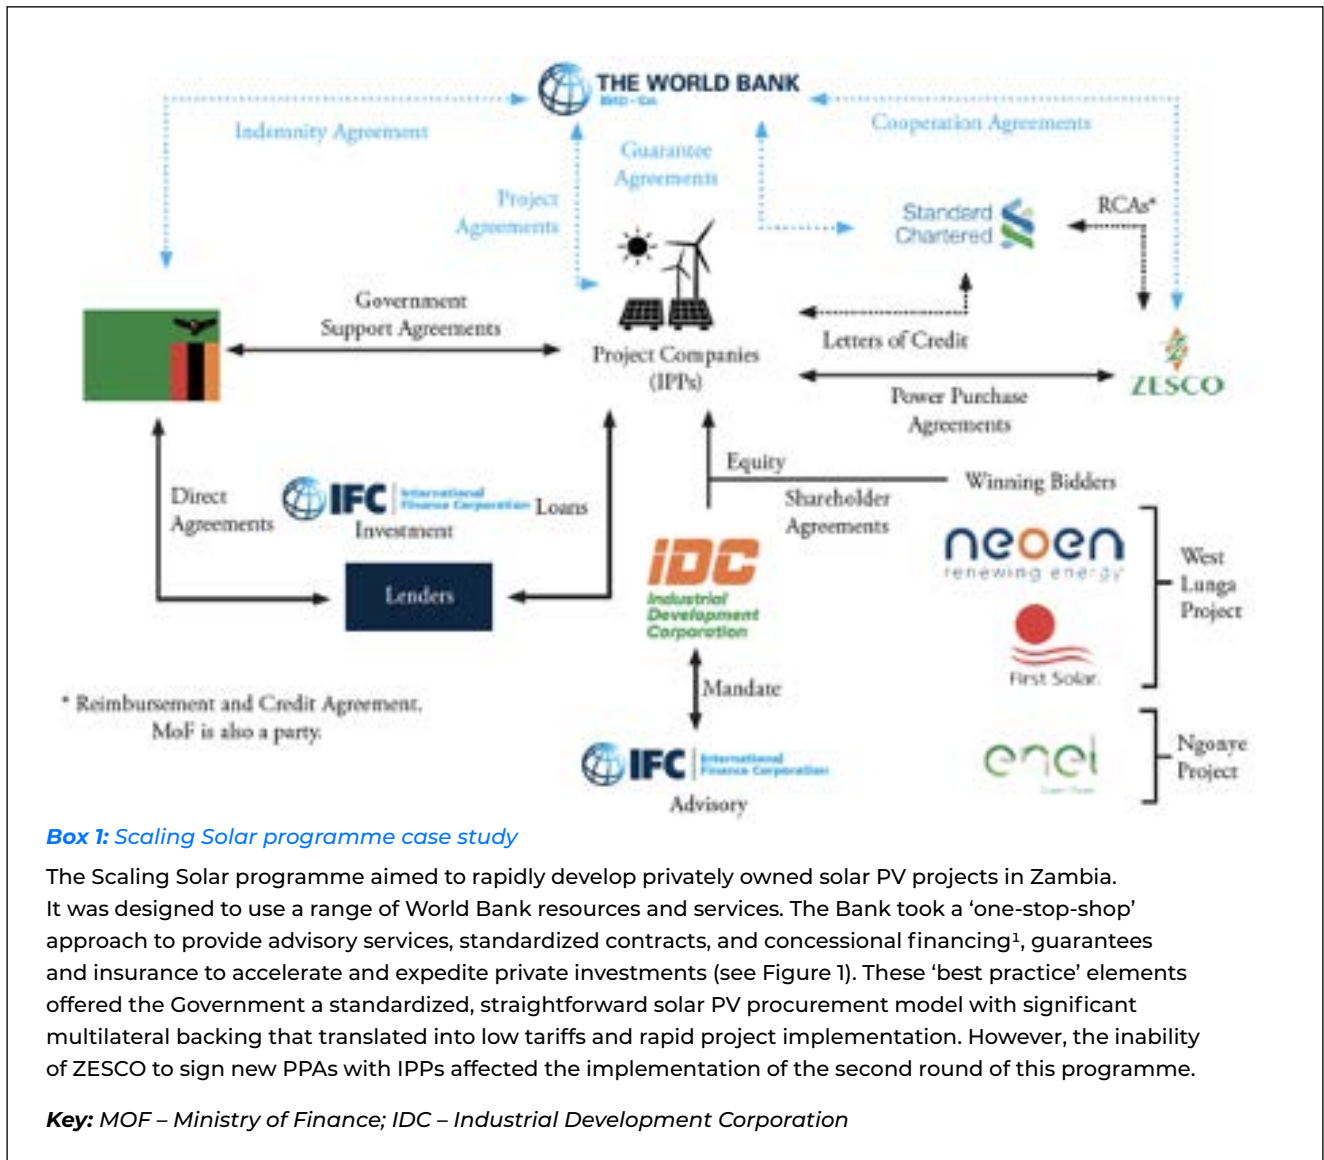 THE WORLD BANK
IBRD • IDA
Indemnity Agreement
Cooperation Agreements
Guarantee
Agreements
Project
Agreements
Standard
Chartered
RCAs*
Government
Support Agreements
Letters of Credit
Project Companies
(IPPs)
ZESCO
Power Purchase
Agreements
Equity
Winning Bidders
Shareholder
Agreements
Direct
Agreements
IFC International
Finance Corporation
Loans
Investment
Lenders
IDC
Industrial
Development
Corporation
neoen
renewing energy
West
Lunga
Project
First Solar.
Mandate
* Reimbursement and Credit Agreement.
MoF is also a party.
IFC International
Finance Corporation
Advisory
enel
Ngonye
Project
Box 1: Scaling Solar programme case study
The Scaling Solar programme aimed to rapidly develop privately owned solar PV projects in Zambia.
It was designed to use a range of World Bank resources and services. The Bank took a ‘one-stop-shop’
approach to provide advisory services, standardized contracts, and concessional financing¹, guarantees
and insurance to accelerate and expedite private investments (see Figure 1). These ‘best practice’ elements
offered the Government a standardized, straightforward solar PV procurement model with significant
multilateral backing that translated into low tariffs and rapid project implementation. However, the inability
of ZESCO to sign new PPAs with IPPs affected the implementation of the second round of this programme.
Key: MOF – Ministry of Finance; IDC – Industrial Development Corporation